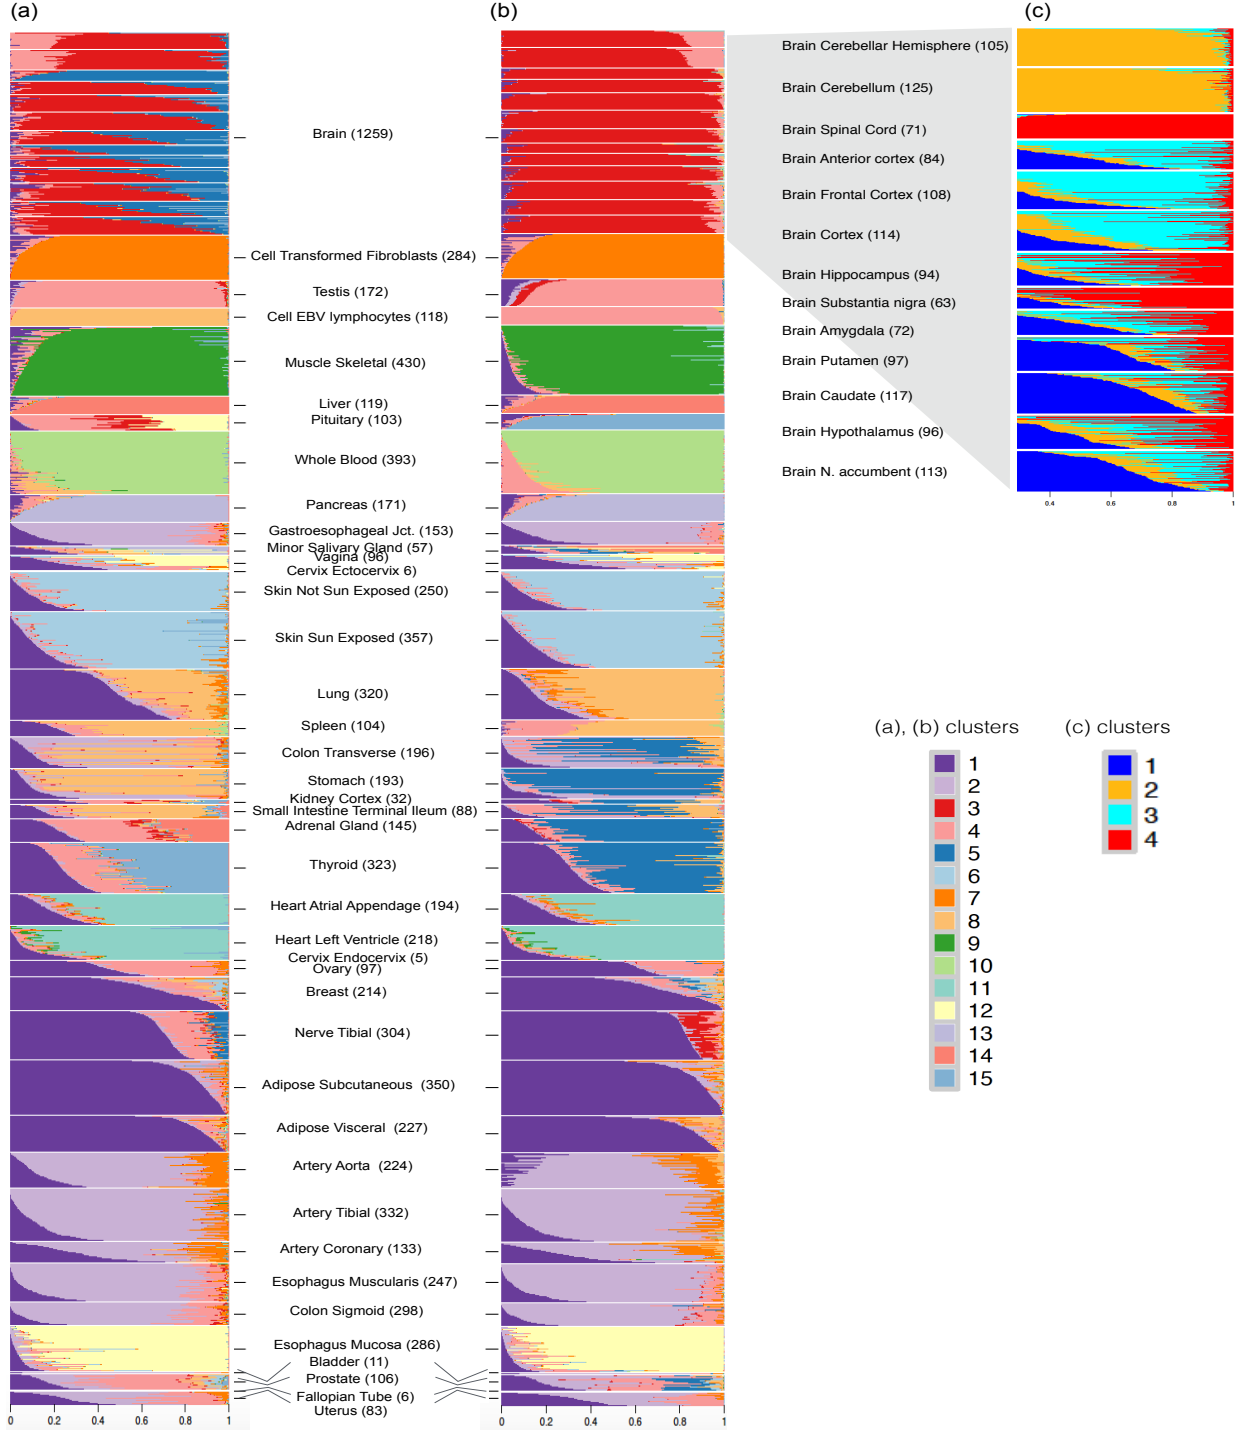 (a)
(b)
(c)
Brain (1259)
Cell Transformed Fibroblasts (284)
Testis (172)
Cell EBV lymphocytes (118)
Muscle Skeletal (430)
Liver (119)
Pituitary (103)
Whole Blood (393)
Pancreas (171)
Gastroesophageal Jct. (153)
Minor Salivary Gland (57)
Vagina (96)
Cervix Ectocervix 6)
Skin Not Sun Exposed (250)
Skin Sun Exposed (357)
Lung (320)
Spleen (104)
Colon Transverse (196)
Stomach (193)
Kidney Cortex (32)
Small Intestine Terminal Ileum (88)
Adrenal Gland (145)
Thyroid (323)
Heart Atrial Appendage (194)
Heart Left Ventricle (218)
Cervix Endocervix (5)
Ovary (97)
Breast (214)
Nerve Tibial (304)
Adipose Subcutaneous (350)
Adipose Visceral (227)
Artery Aorta (224)
Artery Tibial (332)
Artery Coronary (133)
Esophagus Muscularis (247)
Colon Sigmoid (298)
Esophagus Mucosa (286)
Bladder (11)
Prostate (106)
Fallopian Tube (6)
Uterus (83)
0 0.2 0.4 0.6 0.8 1
0 0.2 0.4 0.6 0.8 1
Brain Cerebellar Hemisphere (105)
Brain Cerebellum (125)
Brain Spinal Cord (71)
Brain Anterior cortex (84)
Brain Frontal Cortex (108)
Brain Cortex (114)
Brain Hippocampus (94)
Brain Substantia nigra (63)
Brain Amygdala (72)
Brain Putamen (97)
Brain Caudate (117)
Brain Hypothalamus (96)
Brain N. accumbent (113)
0.4 0.6 0.8 1
(a), (b) clusters
1
2
3
4
5
6
7
8
9
10
11
12
13
14
15
(c) clusters
1
2
3
4